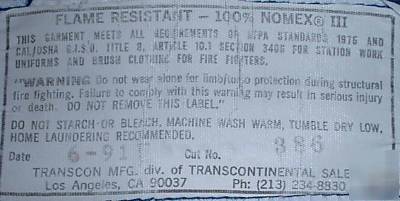 FLAME RESISTANT - 100% NOMEX® III
THIS GARMENT MEETS ALL REQUIREMENTS OF NFPA STANDARD 1975 AND
CAL/OSHA G.I.S.O. TITLE 8, ARTICLE 10.1 SECTION 3406 FOR STATION WORK
UNIFORMS AND BRUSH CLOTHING FOR FIRE FIGHTERS.
"WARNING Do not wear alone for limb/torso protection during structural
fire fighting. Failure to comply with this warning may result in serious injury
or death. DO NOT REMOVE THIS LABEL."
DO NOT STARCH OR BLEACH, MACHINE WASH WARM, TUMBLE DRY LOW,
HOME LAUNDERING RECOMMENDED.
Date 6-91 Cut No. 386
TRANSCON MFG. div. of TRANSCONTINENTAL SALE
Los Angeles, CA 90037 Ph: (213) 234-8830